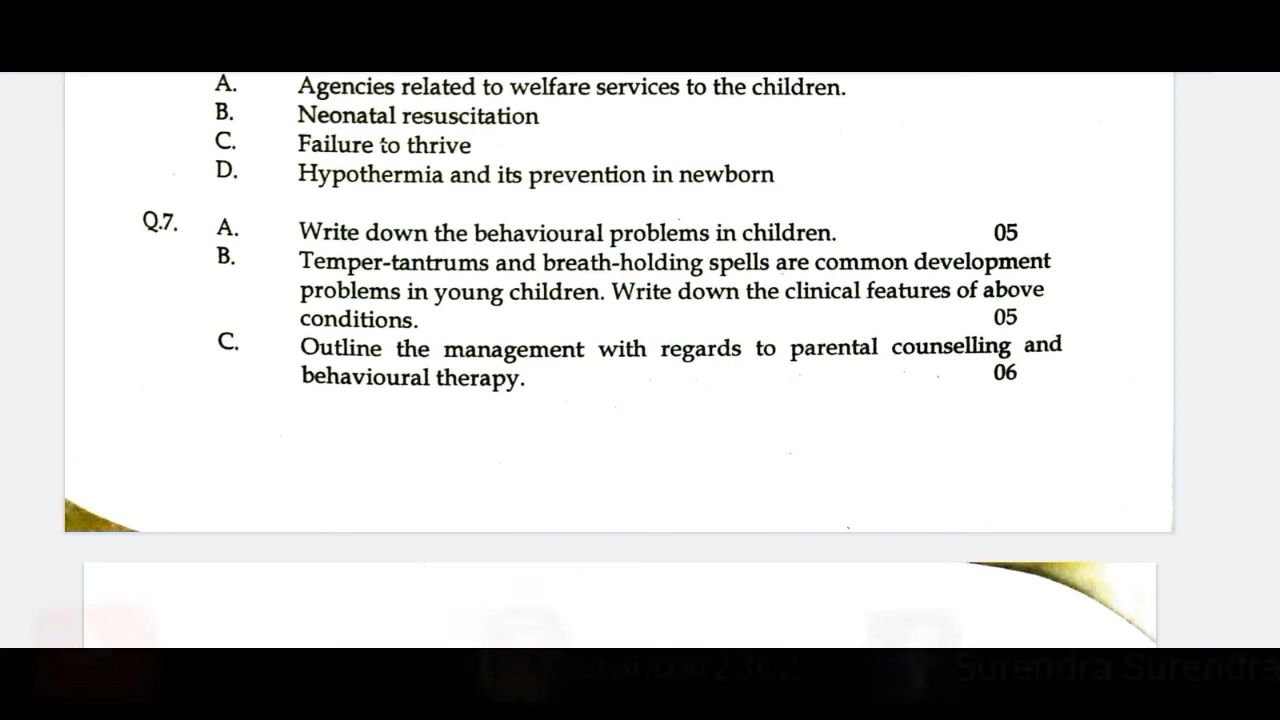 A. Agencies related to welfare services to the children.
B. Neonatal resuscitation
C. Failure to thrive
D. Hypothermia and its prevention in newborn
Q.7. A. Write down the behavioural problems in children. 05
B. Temper-tantrums and breath-holding spells are common development
problems in young children. Write down the clinical features of above
conditions. 05
C. Outline the management with regards to parental counselling and
behavioural therapy. 06
Surendra Surendra